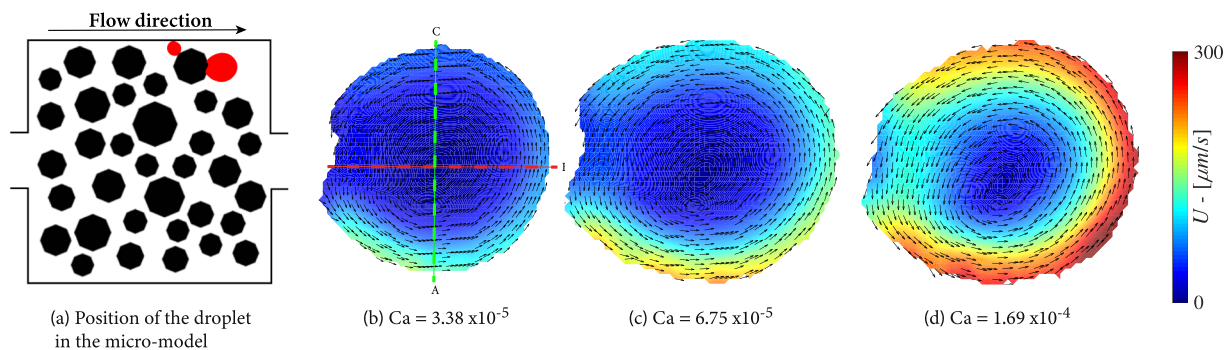 Flow direction
C
A
(a) Position of the droplet
in the micro-model
(b) Ca = 3.38 x10-5
(c) Ca = 6.75 x10-5
(d) Ca = 1.69 x10-4
300
U - [μm/s]
0